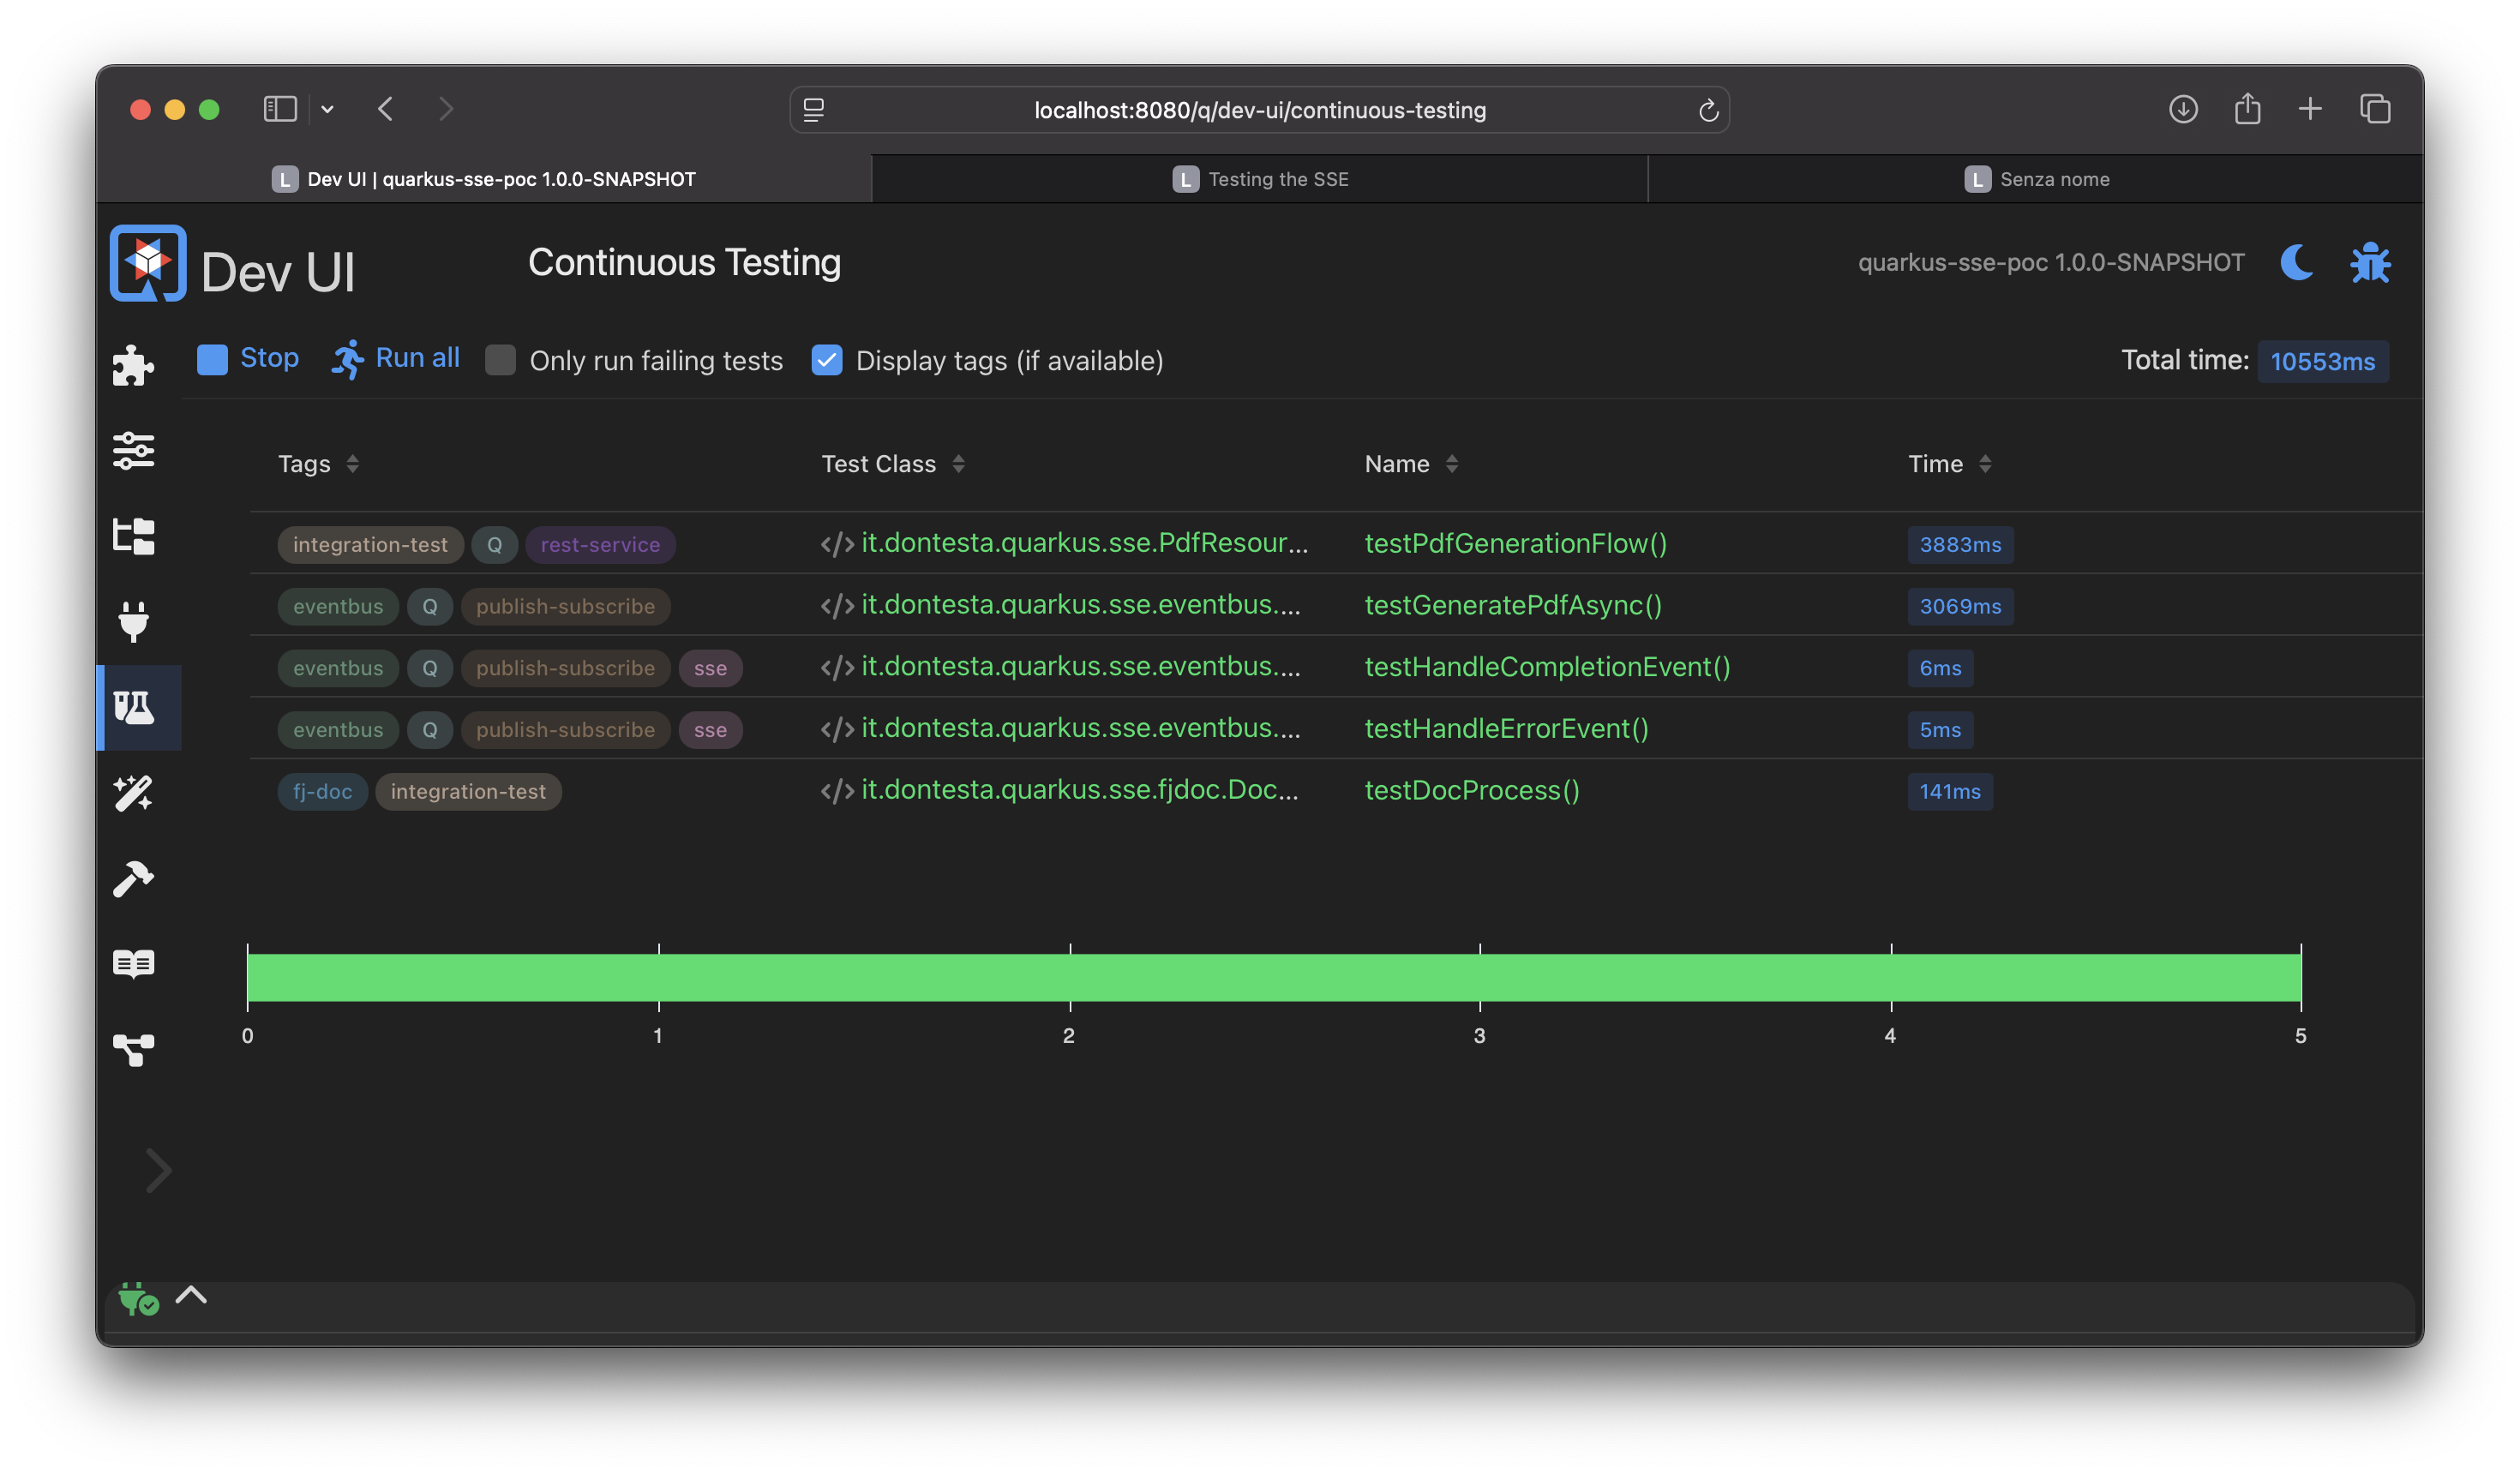 localhost:8080/q/dev-ui/continuous-testing
L Dev UI | quarkus-sse-poc 1.0.0-SNAPSHOT
L Testing the SSE
L Senza nome
Dev UI
Continuous Testing
quarkus-sse-poc 1.0.0-SNAPSHOT
Stop Run all Only run failing tests Display tags (if available) Total time: 10553ms
Tags Test Class Name Time
integration-test Q rest-service </> it.dontesta.quarkus.sse.PdfResour... testPdfGenerationFlow() 3883ms
eventbus Q publish-subscribe </> it.dontesta.quarkus.sse.eventbus.... testGeneratePdfAsync() 3069ms
eventbus Q publish-subscribe sse </> it.dontesta.quarkus.sse.eventbus.... testHandleCompletionEvent() 6ms
eventbus Q publish-subscribe sse </> it.dontesta.quarkus.sse.eventbus.... testHandleErrorEvent() 5ms
fj-doc integration-test </> it.dontesta.quarkus.sse.fjdoc.Doc... testDocProcess() 141ms
0 1 2 3 4 5